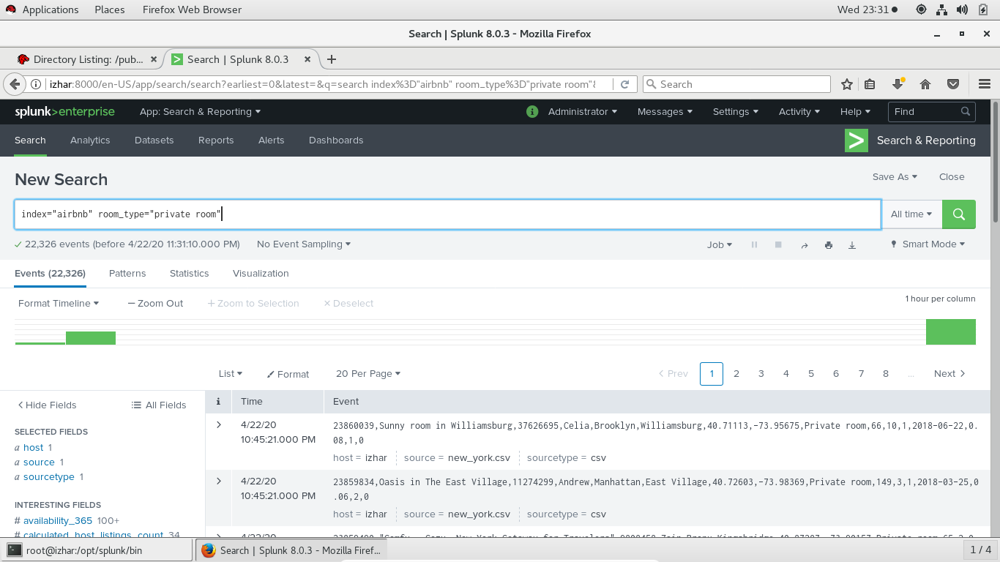 Applications Places Firefox Web Browser Wed 23:31
Search | Splunk 8.0.3 - Mozilla Firefox
Directory Listing: /pub... Search | Splunk 8.0.3
izhar:8000/en-US/app/search/search?earliest=0&latest=&q=search index%3D"airbnb" room_type%3D"private room"& Search
splunk>enterprise App: Search & Reporting Administrator Messages Settings Activity Help Find
Search Analytics Datasets Reports Alerts Dashboards Search & Reporting
New Search Save As Close
index="airbnb" room_type="private room" All time
22,326 events (before 4/22/20 11:31:10.000 PM) No Event Sampling Job Smart Mode
Events (22,326) Patterns Statistics Visualization
Format Timeline — Zoom Out + Zoom to Selection × Deselect 1 hour per column
List Format 20 Per Page < Prev 1 2 3 4 5 6 7 8 ... Next >
< Hide Fields All Fields i Time Event
SELECTED FIELDS
a host 1
a source 1
a sourcetype 1
INTERESTING FIELDS
# availability_365 100+
# calculated_host_listings_count 34
> 4/22/20 23860039,Sunny room in Williamsburg,37626695,Celia,Brooklyn,Williamsburg,40.71113,-73.95675,Private room,66,10,1,2018-06-22,0.
10:45:21.000 PM 08,1,0
host = izhar source = new_york.csv sourcetype = csv
> 4/22/20 23859834,Oasis in The East Village,11274299,Andrew,Manhattan,East Village,40.72603,-73.98369,Private room,149,3,1,2018-03-25,0
10:45:21.000 PM .06,2,0
host = izhar source = new_york.csv sourcetype = csv
root@izhar:/opt/splunk/bin Search | Splunk 8.0.3 - Mozilla Firef... 1 / 4